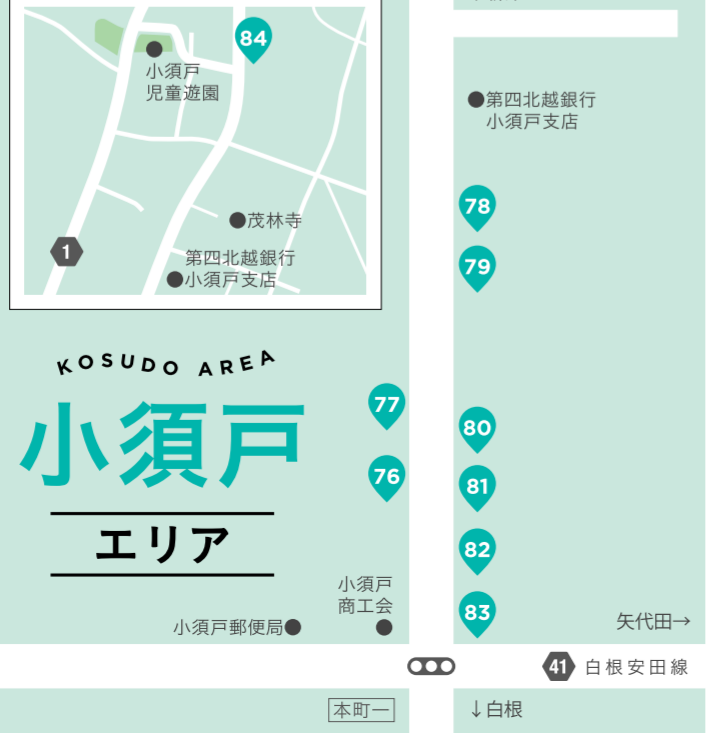 84
小須戸
児童遊園
茂林寺
1
第四北越銀行
小須戸支店
第四北越銀行
小須戸支店
78
79
KOSUDO AREA
小須戸
エリア
77
76
80
81
82
83
小須戸
商工会
小須戸郵便局
矢代田→
41 白根安田線
本町一
↓白根